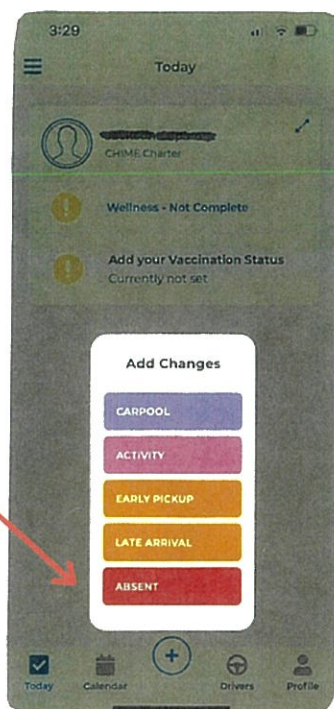 3:29
Today
CHIME Charter
Wellness - Not Complete
Add your Vaccination Status
Currently not set
Add Changes
CARPOOL
ACTIVITY
EARLY PICKUP
LATE ARRIVAL
ABSENT
Today Calendar + Drivers Profile